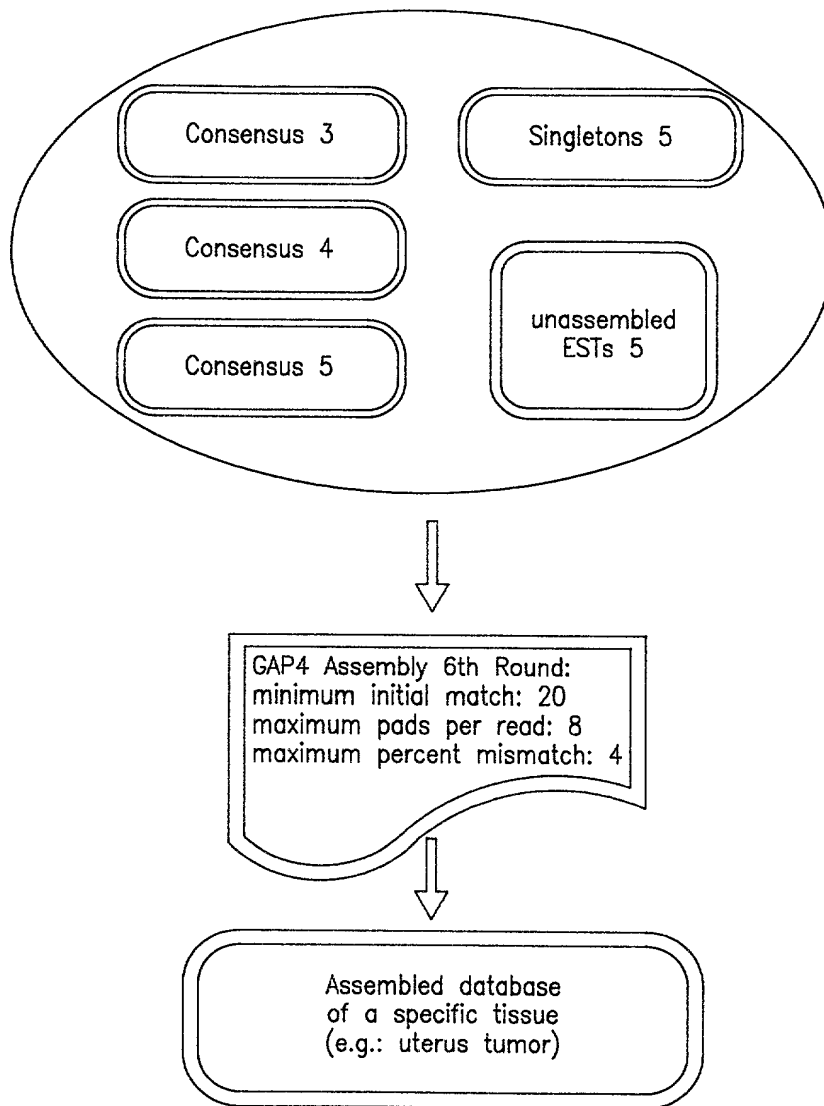 Consensus 3
Singletons 5
Consensus 4
unassembled
ESTs 5
Consensus 5
GAP4 Assembly 6th Round:
minimum initial match: 20
maximum pads per read: 8
maximum percent mismatch: 4
Assembled database
of a specific tissue
(e.g.: uterus tumor)